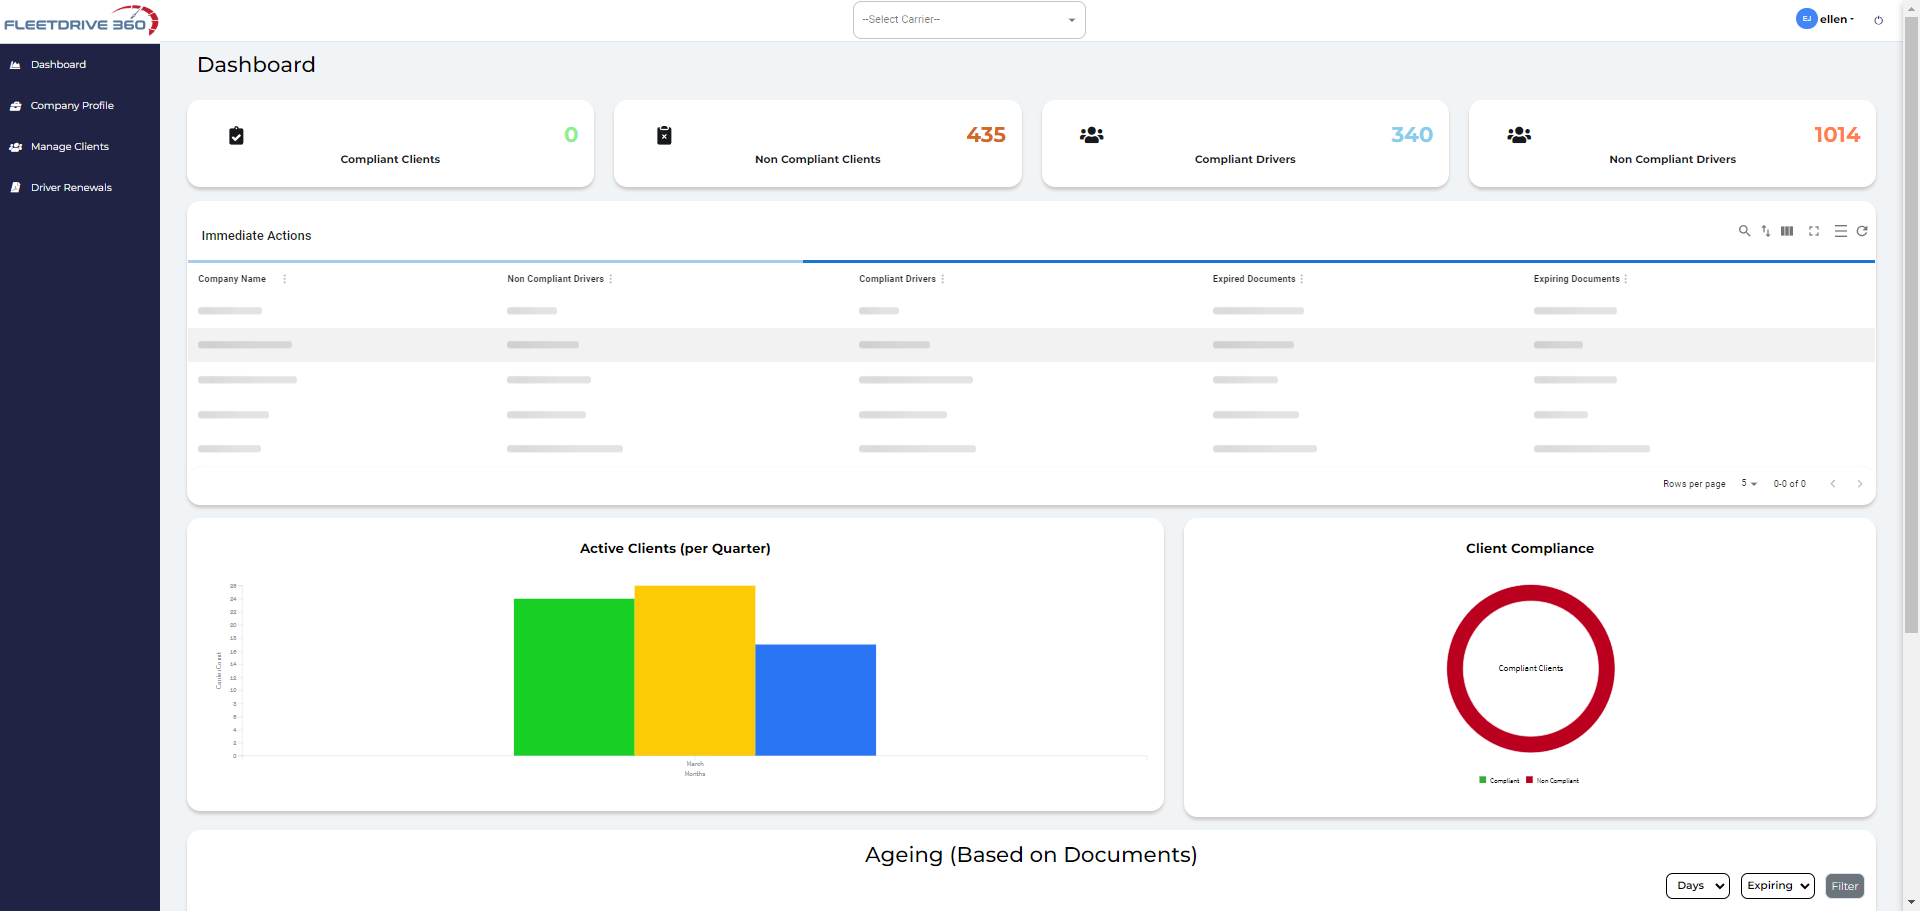 FLEETDRIVE 360
--Select Carrier--
EJ
ellen
Dashboard
Company Profile
Manage Clients
Driver Renewals
Dashboard
0
Compliant Clients
435
Non Compliant Clients
340
Compliant Drivers
1014
Non Compliant Drivers
Immediate Actions
Company Name
Non Compliant Drivers
Compliant Drivers
Expired Documents
Expiring Documents
Rows per page
5
0-0 of 0
Active Clients (per Quarter)
26
24
22
20
18
16
14
12
10
8
6
4
2
0
March
Months
Client Compliance
Compliant Clients
Compliant
Non Compliant
Ageing (Based on Documents)
Days
Expiring
Filter